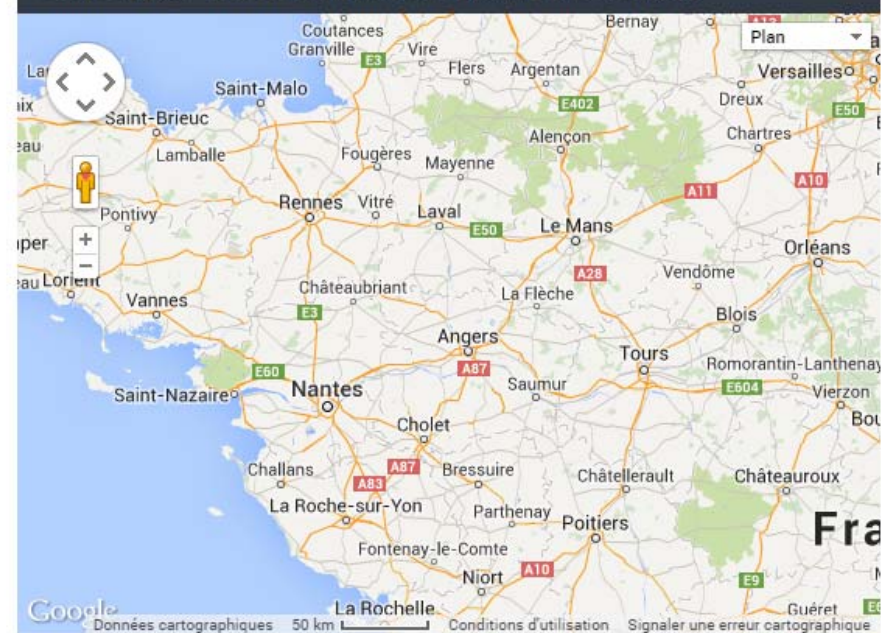 Coutances
Bernay
A13
Granville
Vire
E3
Plan
Flers
Argentan
Versailles
Saint-Malo
Dreux
E402
E50
Saint-Brieuc
Alençon
Chartres
Lamballe
Fougères
Mayenne
A11
A10
Pontivy
Rennes
Vitré
Laval
E50
Le Mans
Orléans
+
−
Lorient
A28
Vendôme
Vannes
Châteaubriant
La Flèche
E3
Blois
Angers
Tours
E60
A87
Romorantin-Lanthenay
Saint-Nazaire
Nantes
Saumur
E604
Vierzon
Cholet
Bou
Challans
A87
Bressuire
Châtellerault
Châteauroux
A83
La Roche-sur-Yon
Parthenay
Poitiers
Fra
Fontenay-le-Comte
A10
Niort
E9
La Rochelle
Guéret
Google
Données cartographiques 50 km Conditions d'utilisation Signaler une erreur cartographique